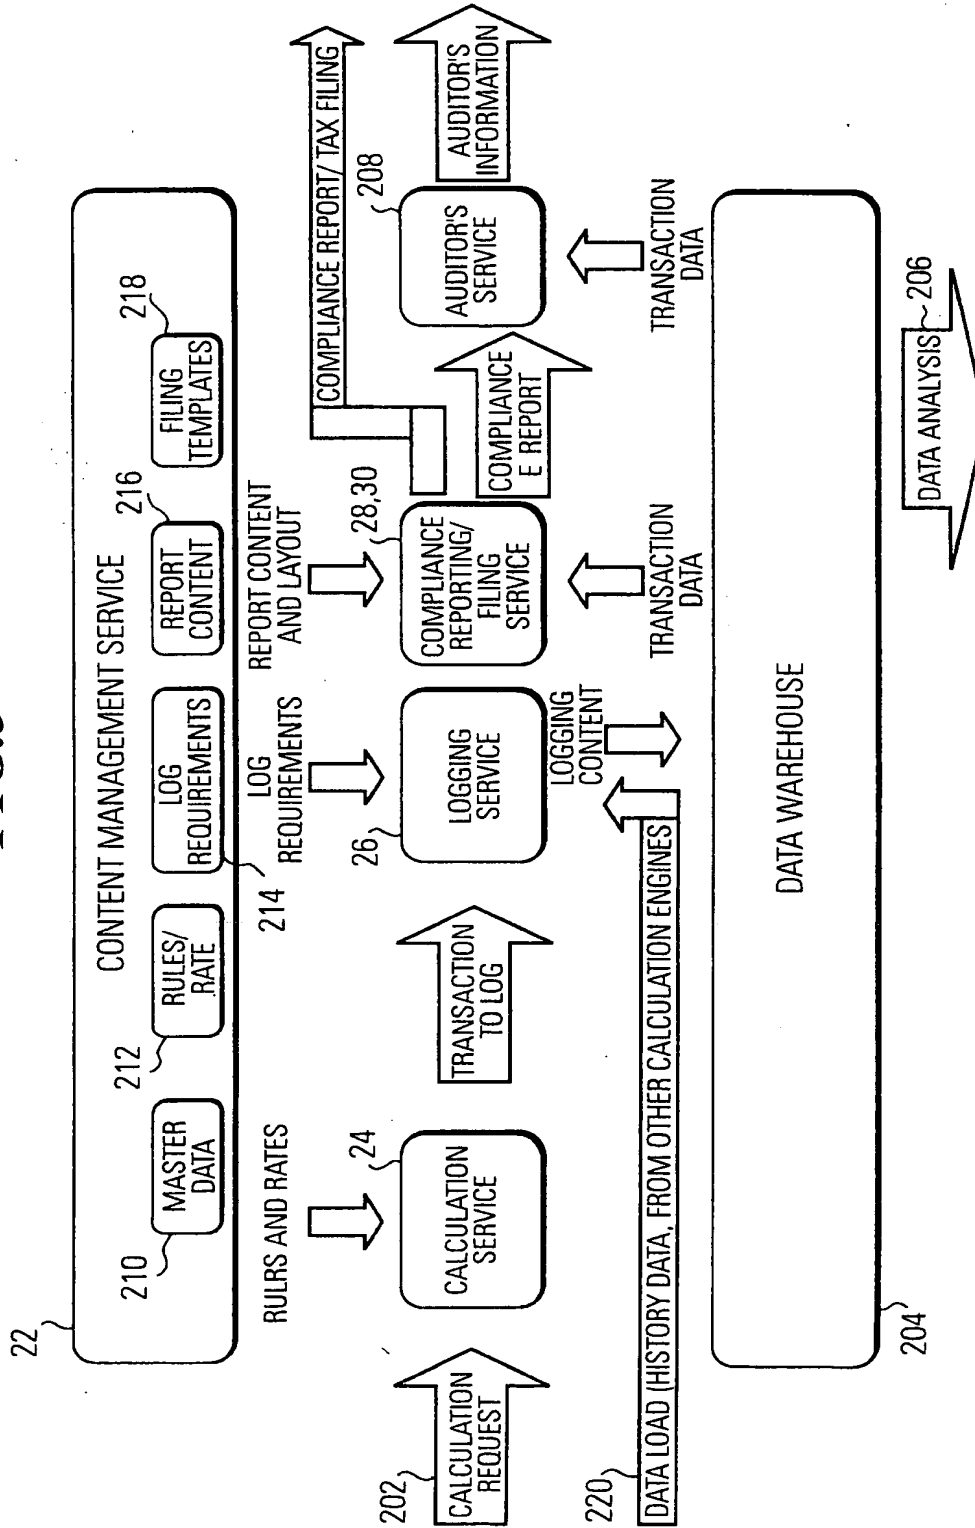 22
CONTENT MANAGEMENT SERVICE
210
MASTER
DATA
212
RULES/
RATE
LOG
REQUIREMENTS
214
216
REPORT
CONTENT
218
FILING
TEMPLATES
RULRS AND RATES
LOG
REQUIREMENTS
REPORT CONTENT
AND LAYOUT
COMPLIANCE REPORT/ TAX FILING
202
CALCULATION
REQUEST
24
CALCULATION
SERVICE
TRANSACTION
TO LOG
26
LOGGING
SERVICE
28,30
COMPLIANCE
REPORTING/
FILING
SERVICE
COMPLIANCE
E REPORT
208
AUDITOR'S
SERVICE
AUDITOR'S
INFORMATION
LOGGING
CONTENT
TRANSACTION
DATA
TRANSACTION
DATA
220
DATA LOAD (HISTORY DATA, FROM OTHER CALCULATION ENGINES
DATA WAREHOUSE
204
DATA ANALYSIS
206